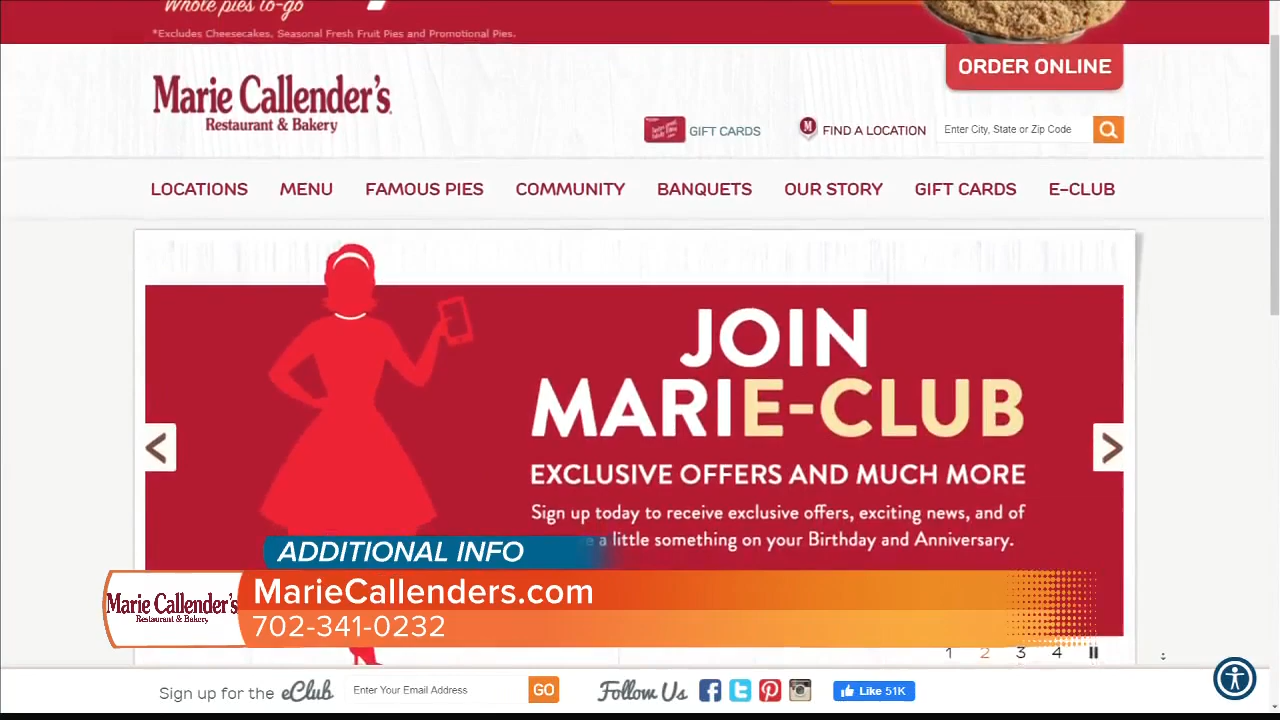 Whole pies to-go
*Excludes Cheesecakes, Seasonal Fresh Fruit Pies and Promotional Pies.
ORDER ONLINE
Marie Callender's
Restaurant & Bakery
GIFT CARDS
FIND A LOCATION
Enter City, State or Zip Code
LOCATIONS
MENU
FAMOUS PIES
COMMUNITY
BANQUETS
OUR STORY
GIFT CARDS
E-CLUB
JOIN
MARIE-CLUB
EXCLUSIVE OFFERS AND MUCH MORE
Sign up today to receive exclusive offers, exciting news, and of
a little something on your Birthday and Anniversary.
ADDITIONAL INFO
Marie Callender's
Restaurant & Bakery
MarieCallenders.com
702-341-0232
1 2 3 4
Sign up for the eClub
Enter Your Email Address
GO
Follow Us
Like 51K